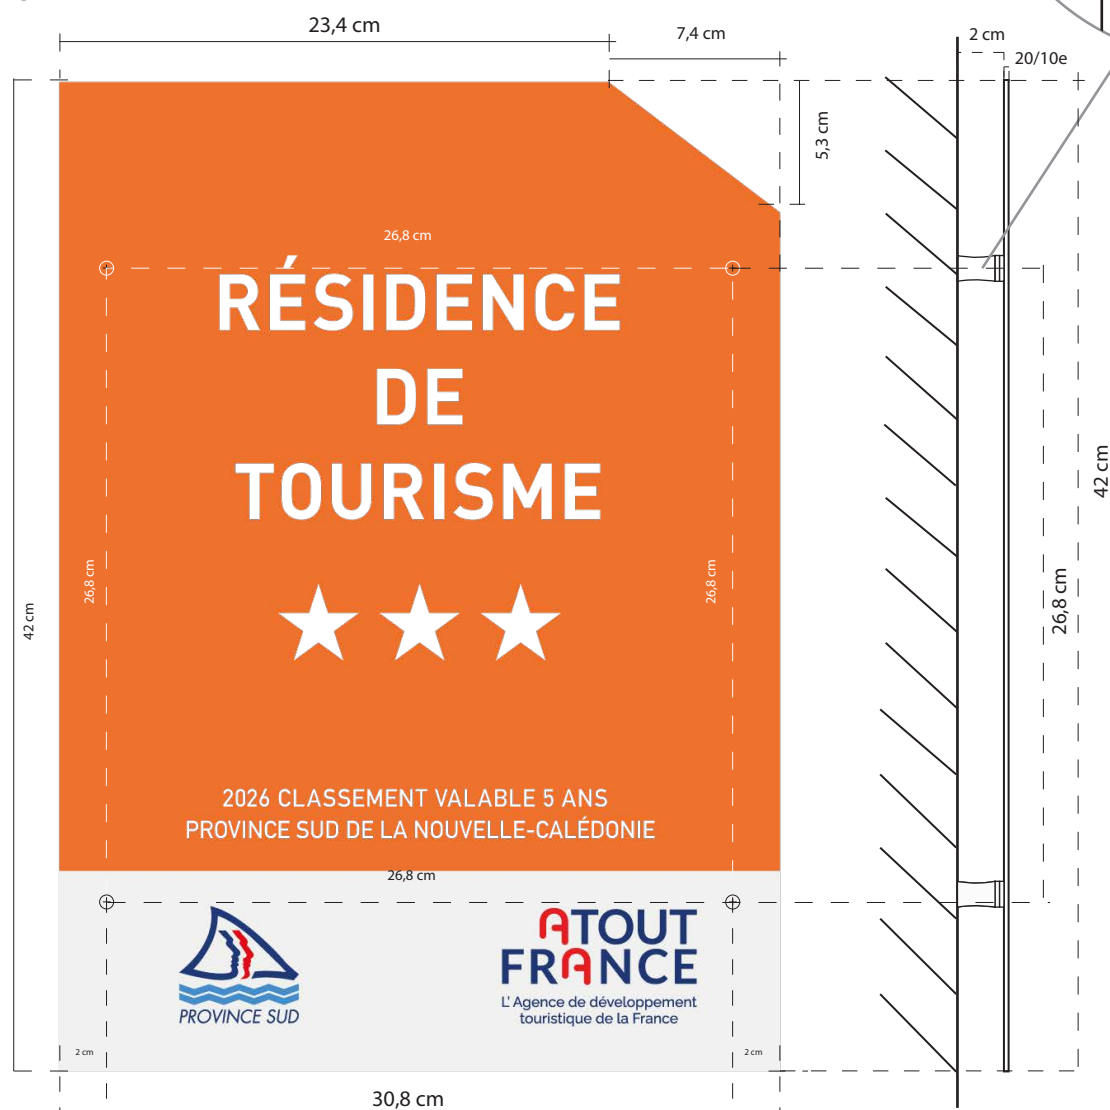 23,4 cm
7,4 cm
2 cm
20/10e
5,3 cm
26,8 cm
RÉSIDENCE
DE
TOURISME
26,8 cm
26,8 cm
42 cm
42 cm
26,8 cm
2026 CLASSEMENT VALABLE 5 ANS
PROVINCE SUD DE LA NOUVELLE-CALÉDONIE
26,8 cm
PROVINCE SUD
ATOUT
FRANCE
L'Agence de développement
touristique de la France
2 cm
2 cm
30,8 cm